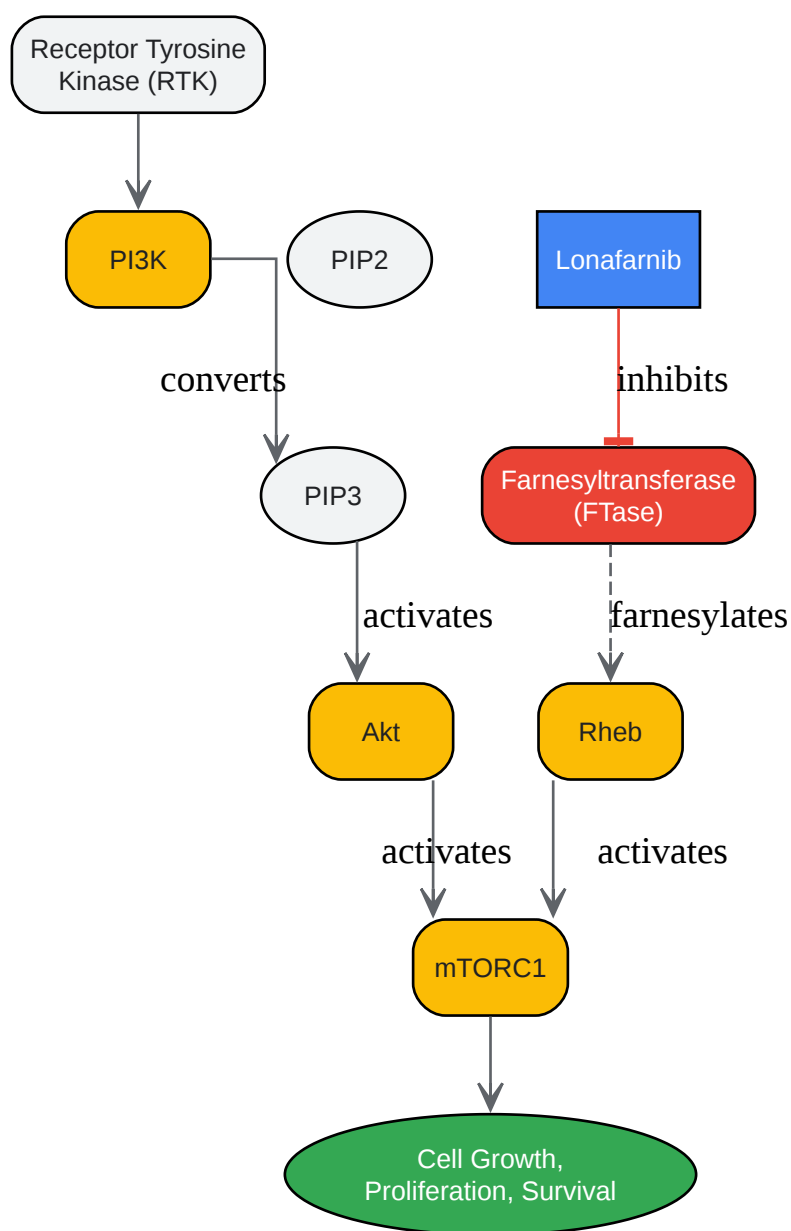 Receptor Tyrosine
Kinase (RTK)
PI3K
PIP2
Lonafarnib
converts
inhibits
PIP3
Farnesyltransferase
(FTase)
activates
farnesylates
Akt
Rheb
activates
activates
mTORC1
Cell Growth,
Proliferation, Survival